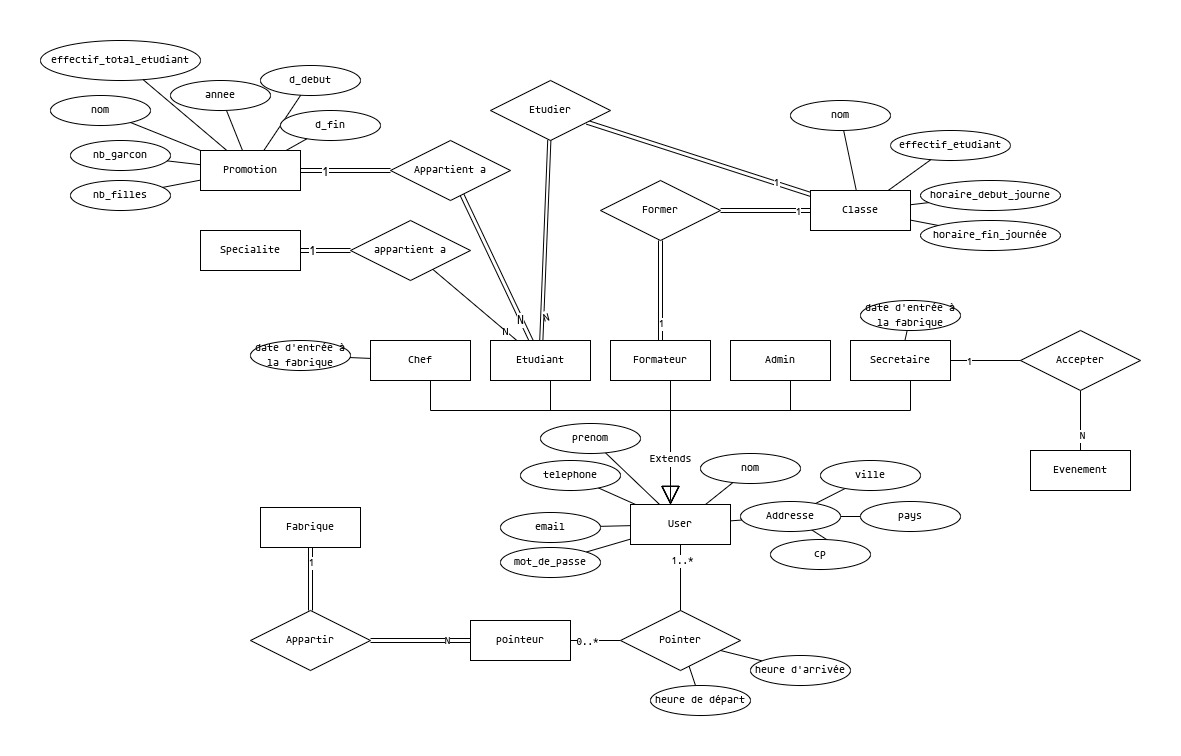 effectif_total_etudiant
d_debut
annee
nom
d_fin
nb_garcon
nb_filles
Promotion
1
Appartient a
Etudier
nom
effectif_etudiant
horaire_debut_journe
horaire_fin_journée
Classe
1
Former
1
Specialite
1
appartient a
N
N
N
1
date d'entrée à
la fabrique
Chef
Etudiant
Formateur
Admin
date d'entrée à
la fabrique
Secretaire
1
Accepter
N
Evenement
prenom
Extends
telephone
nom
ville
email
User
Addresse
pays
mot_de_passe
cp
1..*
Fabrique
1
Appartir
N
pointeur
0..*
Pointer
heure d'arrivée
heure de départ